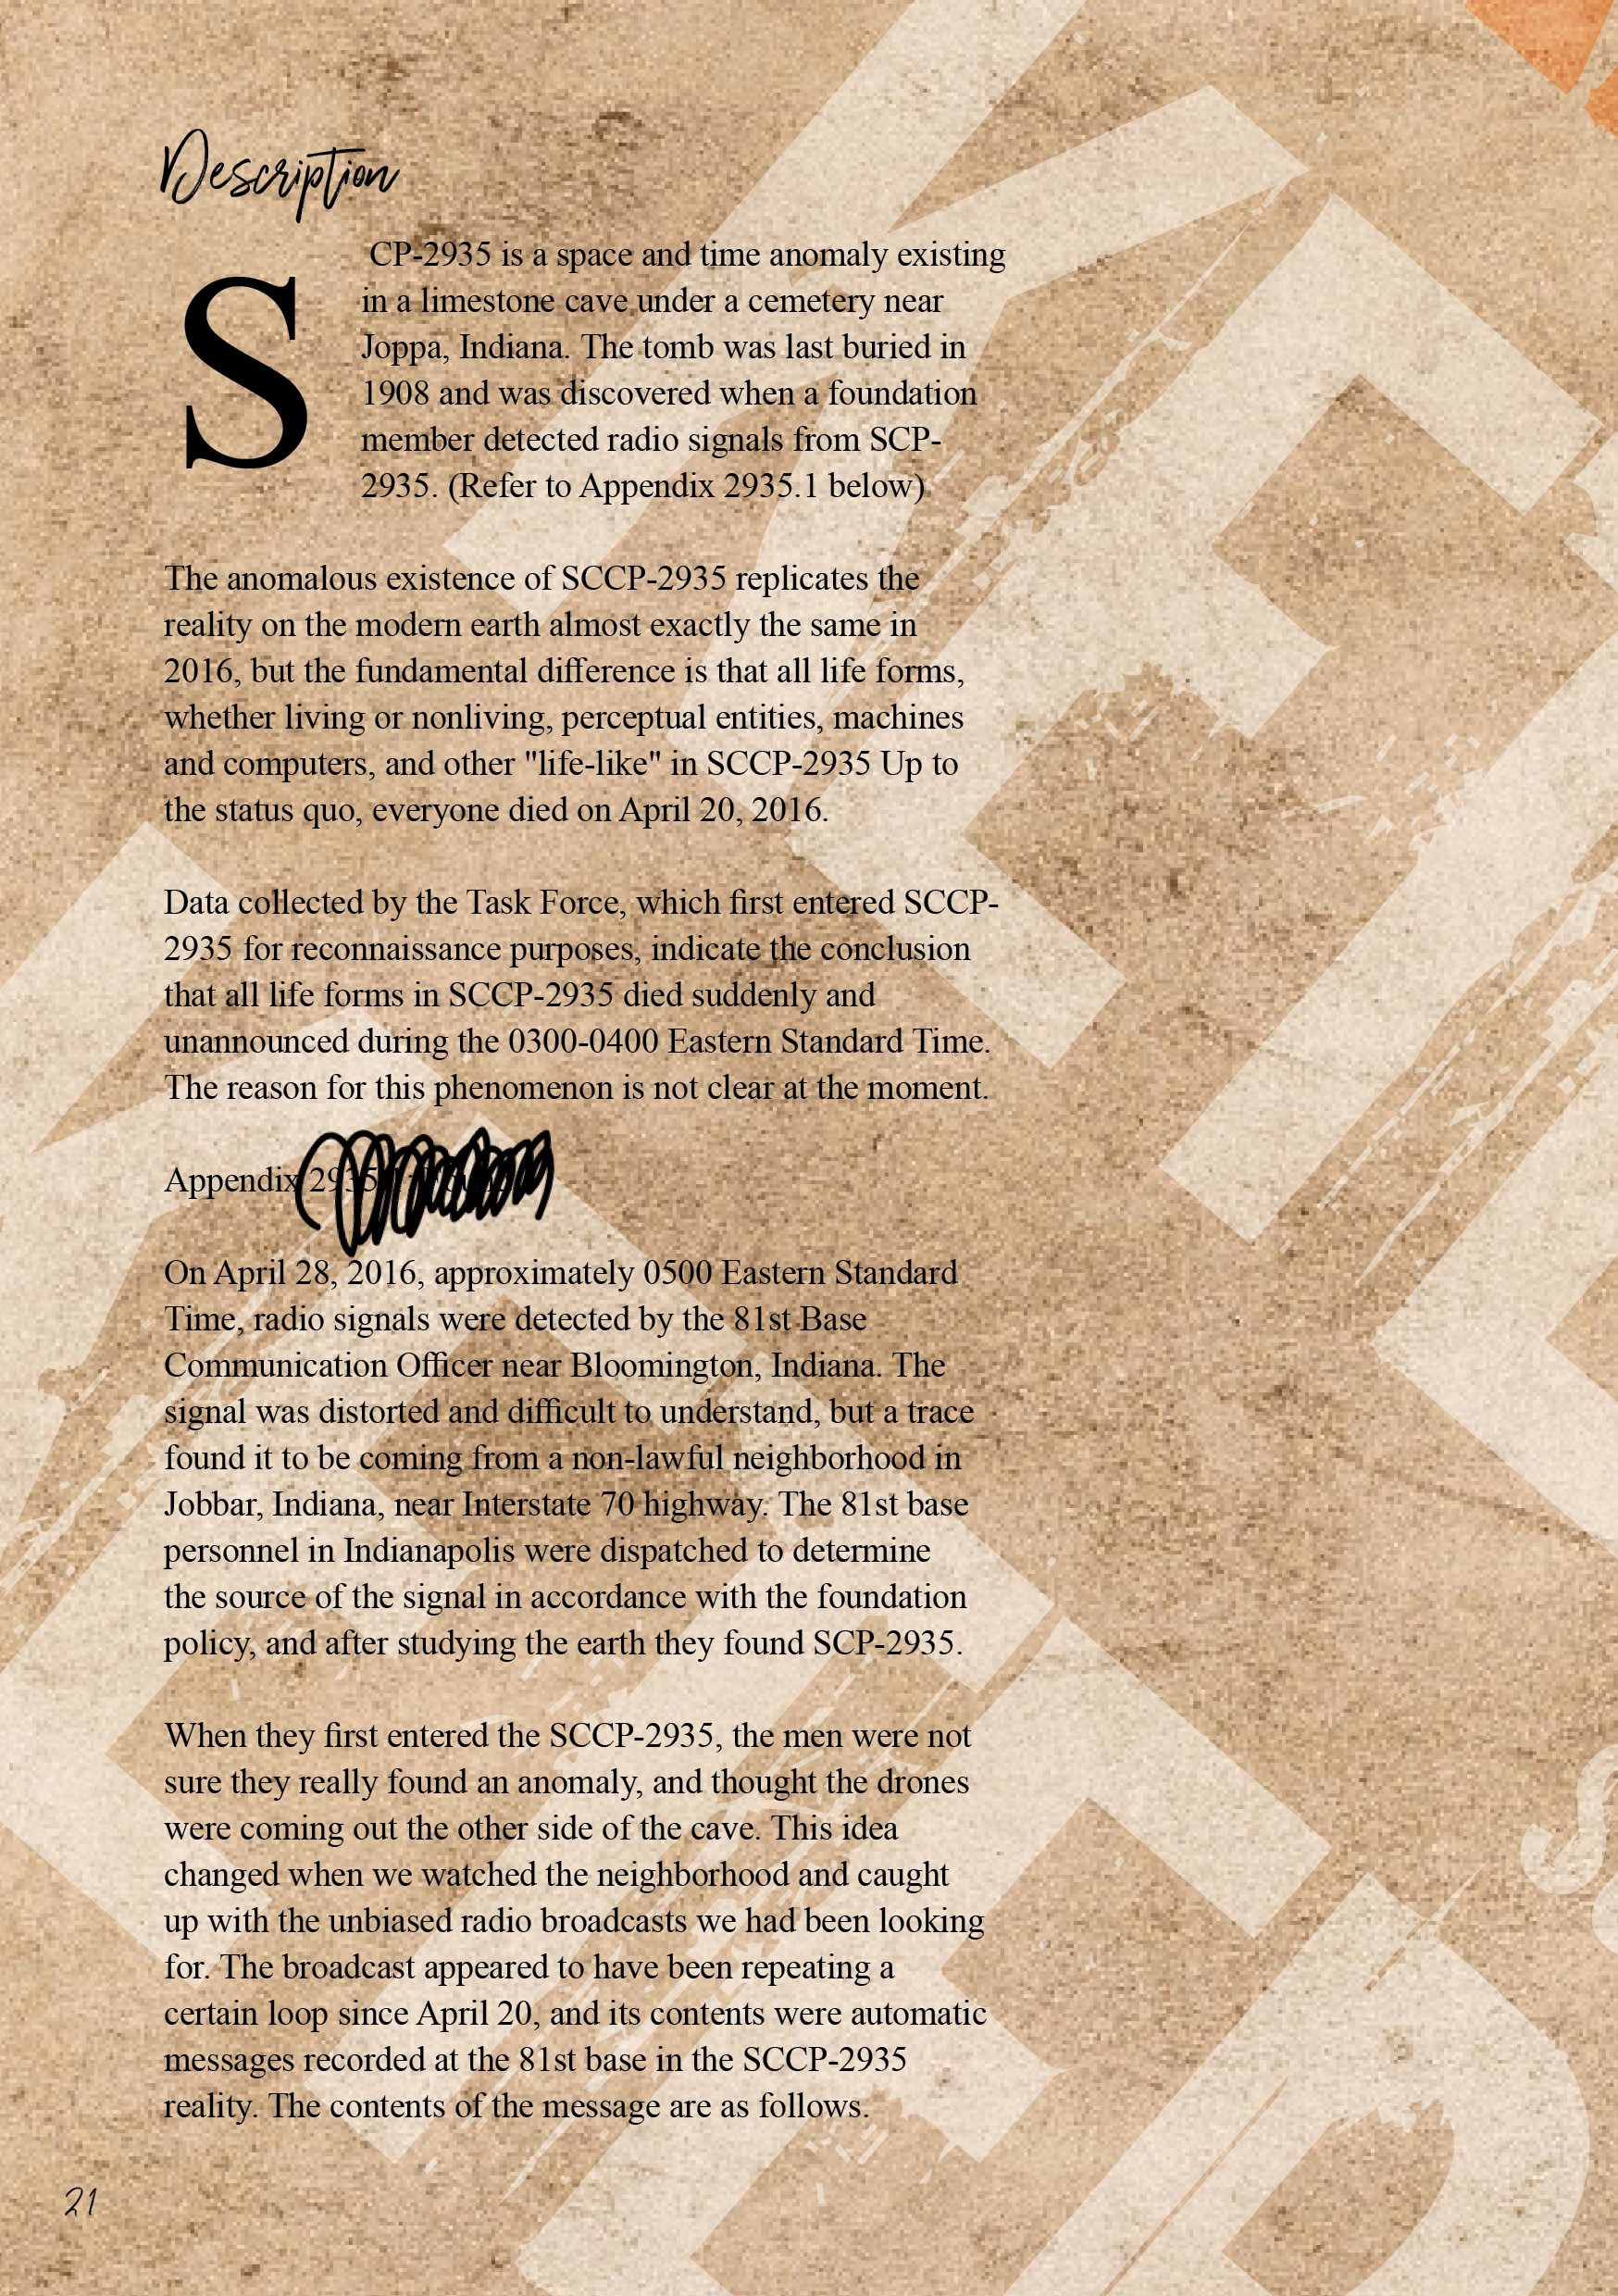 Description
SCP-2935 is a space and time anomaly existing
in a limestone cave under a cemetery near
Joppa, Indiana. The tomb was last buried in
1908 and was discovered when a foundation
member detected radio signals from SCP-
2935. (Refer to Appendix 2935.1 below)
The anomalous existence of SCCP-2935 replicates the
reality on the modern earth almost exactly the same in
2016, but the fundamental difference is that all life forms,
whether living or nonliving, perceptual entities, machines
and computers, and other "life-like" in SCCP-2935 Up to
the status quo, everyone died on April 20, 2016.
Data collected by the Task Force, which first entered SCCP-
2935 for reconnaissance purposes, indicate the conclusion
that all life forms in SCCP-2935 died suddenly and
unannounced during the 0300-0400 Eastern Standard Time.
The reason for this phenomenon is not clear at the moment.
Appendix 2935
On April 28, 2016, approximately 0500 Eastern Standard
Time, radio signals were detected by the 81st Base
Communication Officer near Bloomington, Indiana. The
signal was distorted and difficult to understand, but a trace
found it to be coming from a non-lawful neighborhood in
Jobbar, Indiana, near Interstate 70 highway. The 81st base
personnel in Indianapolis were dispatched to determine
the source of the signal in accordance with the foundation
policy, and after studying the earth they found SCP-2935.
When they first entered the SCCP-2935, the men were not
sure they really found an anomaly, and thought the drones
were coming out the other side of the cave. This idea
changed when we watched the neighborhood and caught
up with the unbiased radio broadcasts we had been looking
for. The broadcast appeared to have been repeating a
certain loop since April 20, and its contents were automatic
messages recorded at the 81st base in the SCCP-2935
reality. The contents of the message are as follows.
21